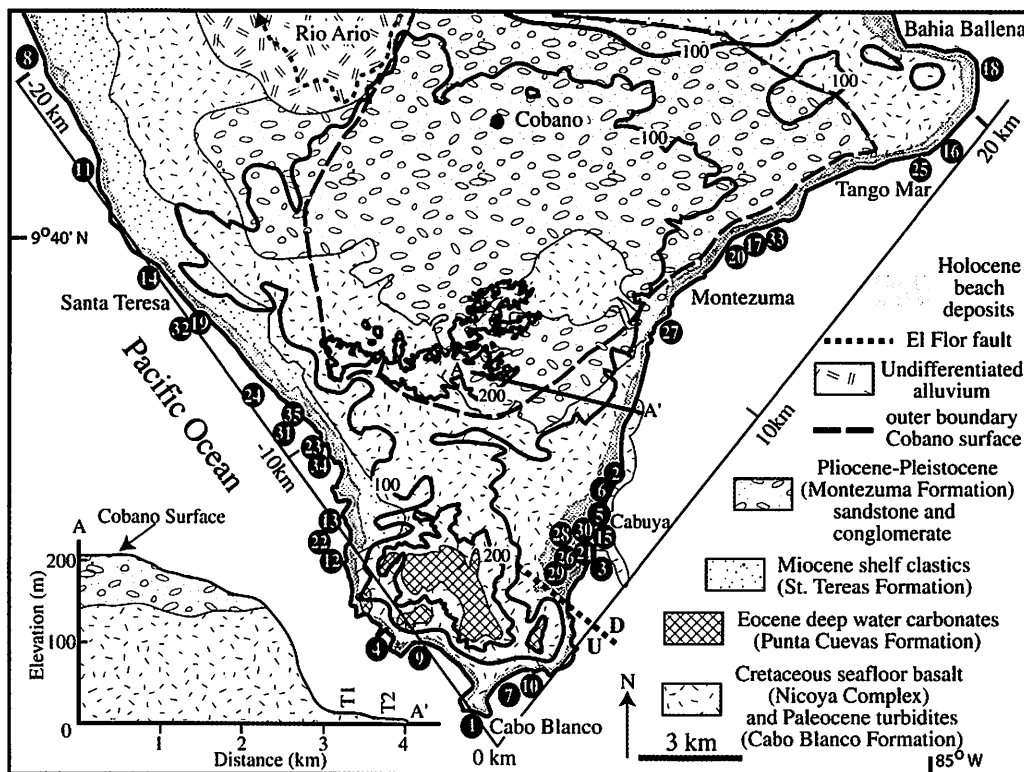 Bahia Ballena
Rio Ario
8
100
100
18
-20 km
Cobano
100
20 km
11
16
25
Tango Mar
9° 40' N
20
17
33
14
Holocene
beach
deposits
Santa Teresa
Montezuma
32
19
27
El Flor fault
Pacific Ocean
A
200
A'
Undifferentiated
alluvium
24
35
31
23
34
-10km
10km
outer boundary
Cobano surface
100
2
6
5
Cabuya
Pliocene-Pleistocene
(Montezuma Formation)
sandstone and
conglomerate
13
22
12
28
30
15
26
21
29
3
200
D
U
A
Cobano Surface
Miocene shelf clastics
(St. Tereas Formation)
Eocene deep water carbonates
(Punta Cuevas Formation)
4
9
7
10
1
Cabo Blanco
0 km
N
3 km
Cretaceous seafloor basalt
(Nicoya Complex)
and Paleocene turbidites
(Cabo Blanco Formation)
85° W
Elevation (m)
200
100
0
T1
T2
A'
1
2
3
4
Distance (km)